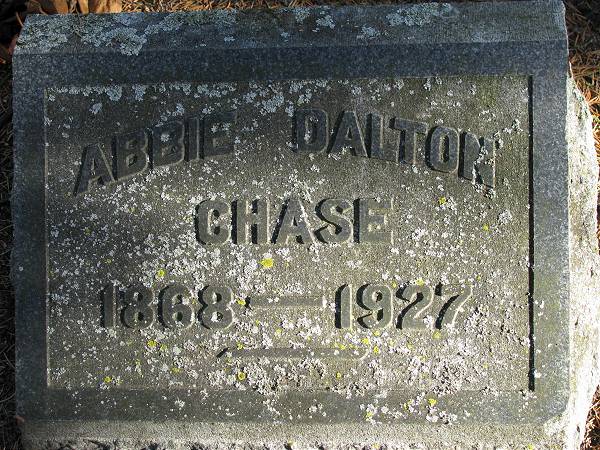 ABBIE DALTON
CHASE
1868 — 1927